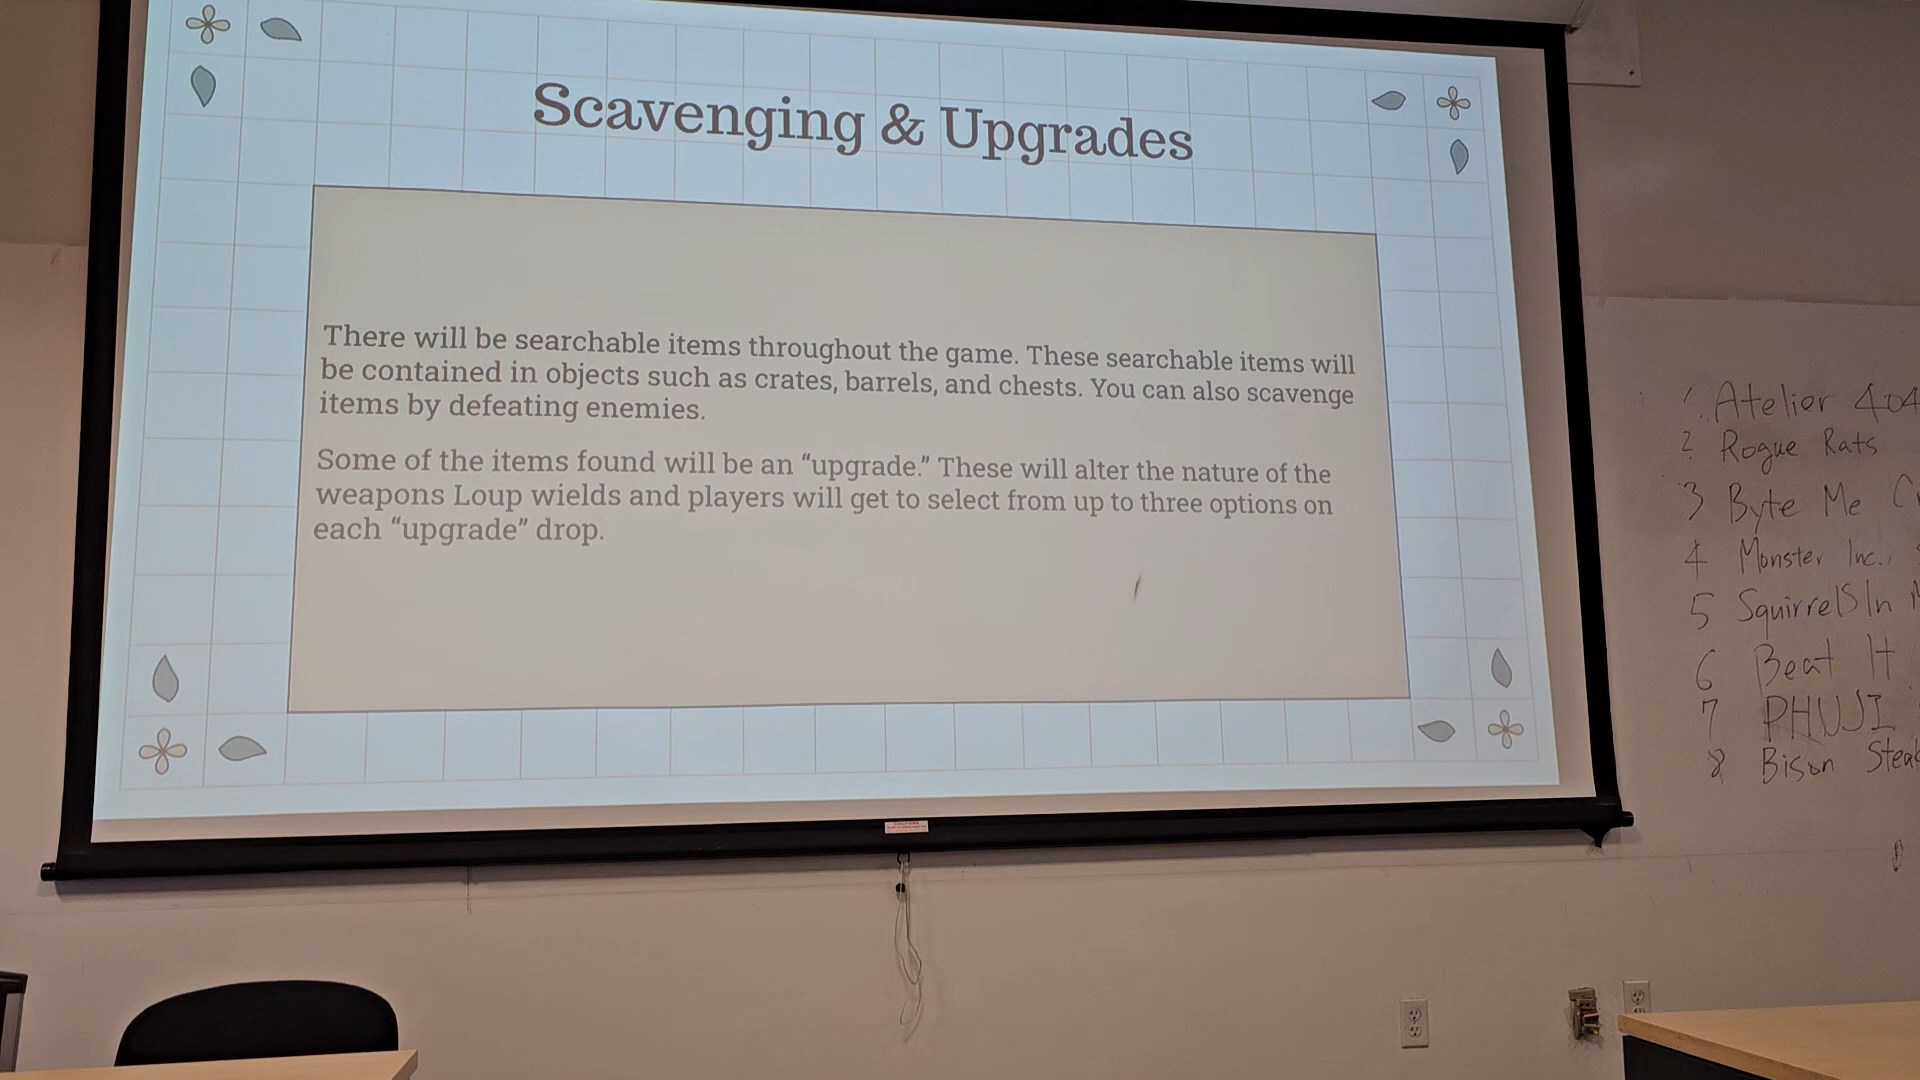 Scavenging & Upgrades
There will be searchable items throughout the game. These searchable items will
be contained in objects such as crates, barrels, and chests. You can also scavenge
items by defeating enemies.
Some of the items found will be an “upgrade.” These will alter the nature of the
weapons Loup wields and players will get to select from up to three options on
each “upgrade” drop.
1. Atelier 404
2 Rogue Rats
3 Byte Me
4 Monster Inc.
5 SquirrelsIn
6 Beat It
7 PHUJI
8 Bison